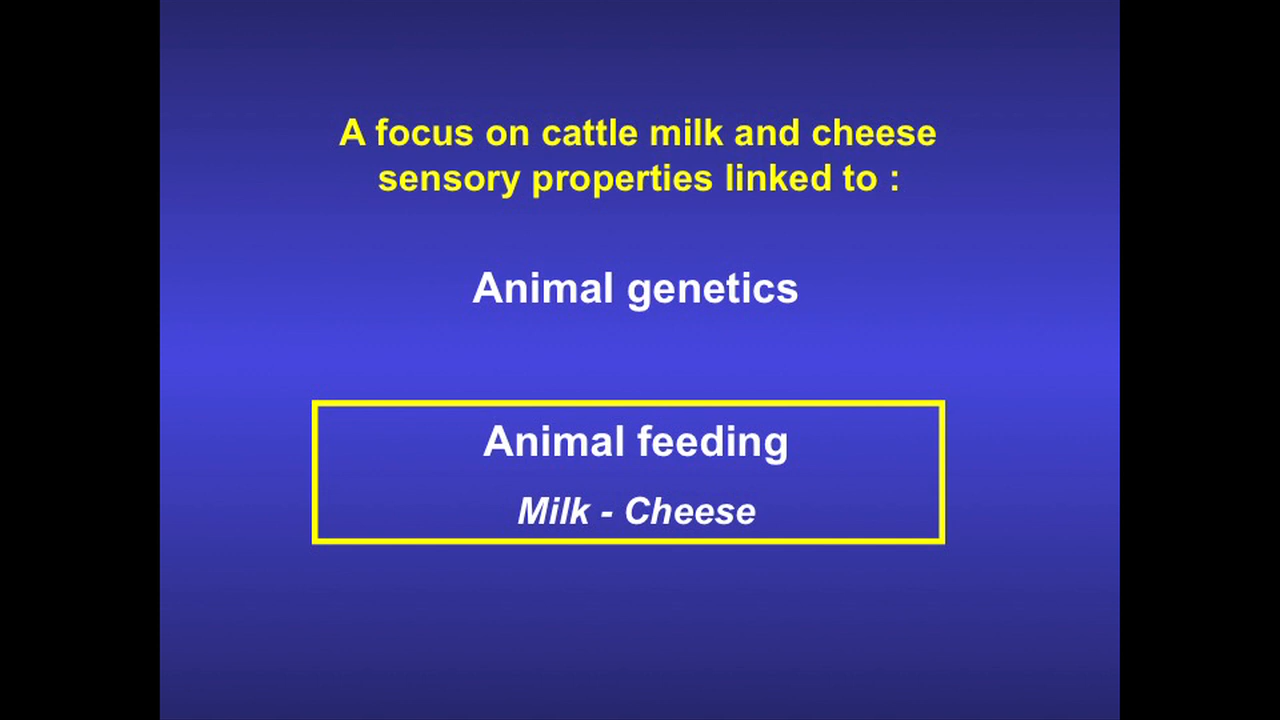 A focus on cattle milk and cheese
sensory properties linked to :
Animal genetics
Animal feeding
Milk - Cheese